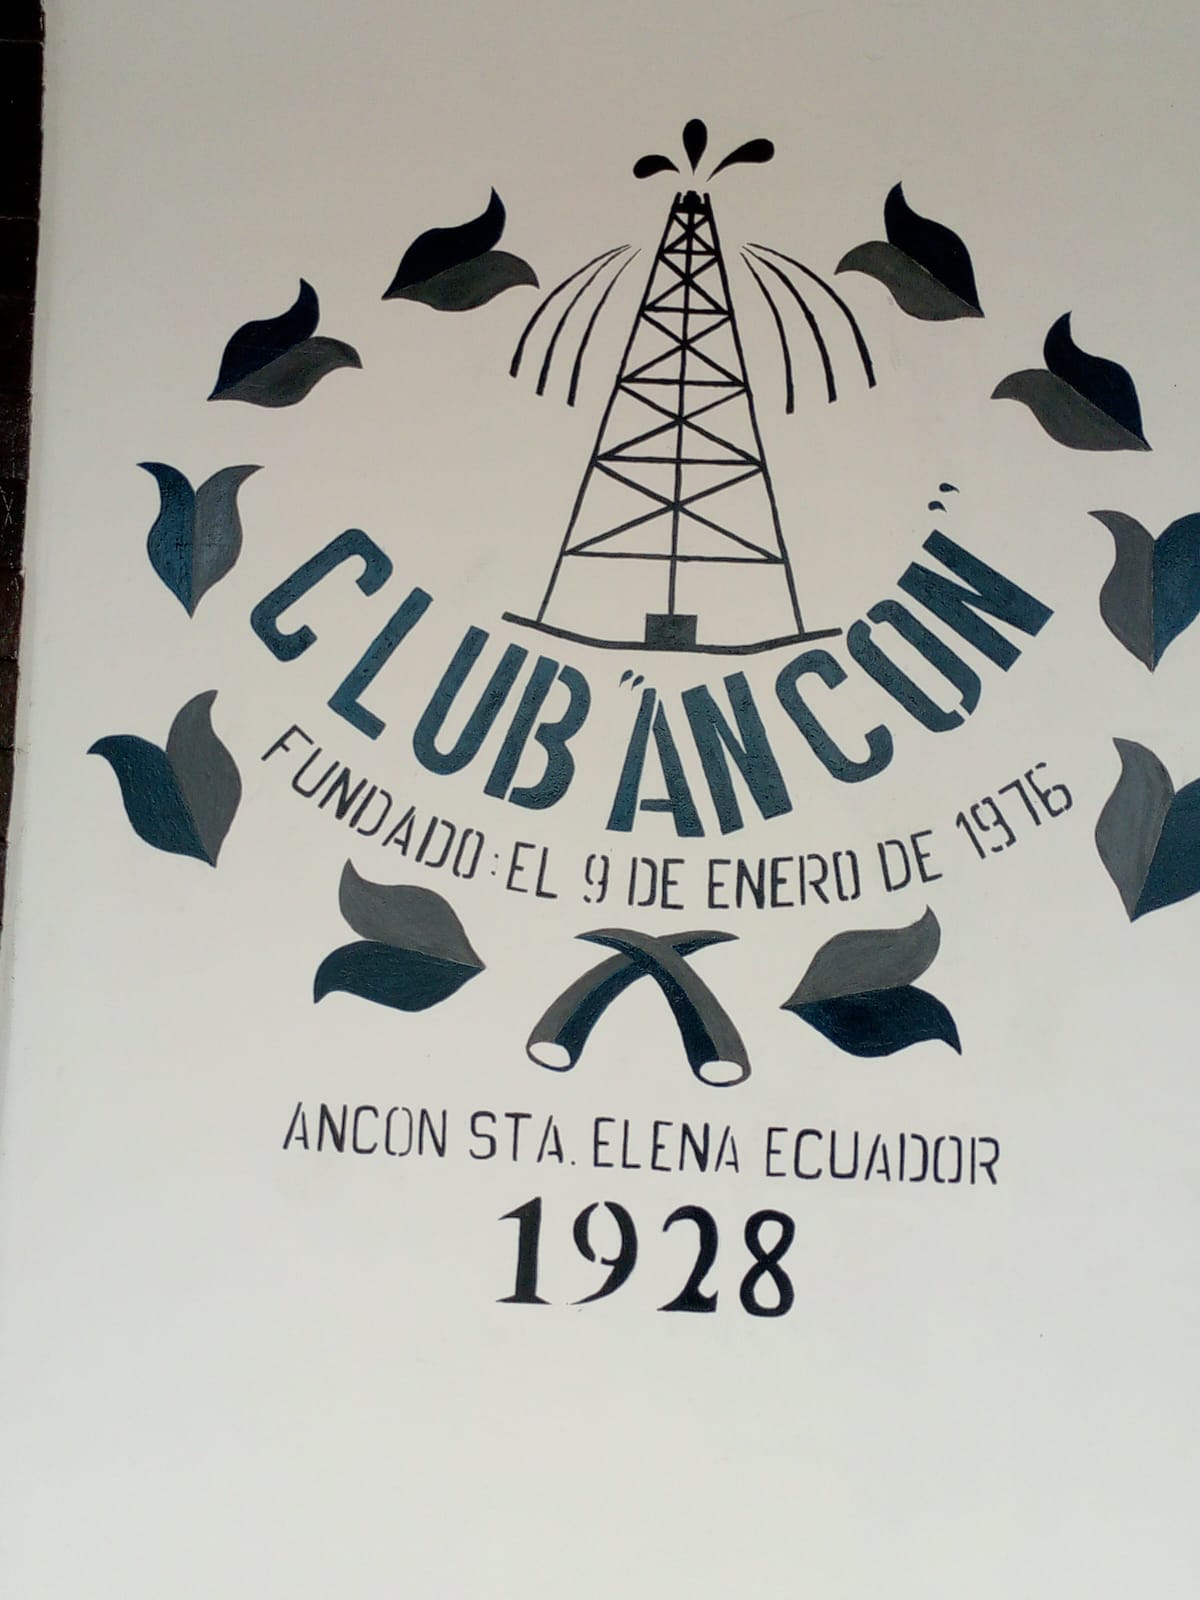 CLUB "ANCON"
FUNDADO: EL 9 DE ENERO DE 1976
ANCON STA. ELENA ECUADOR
1928